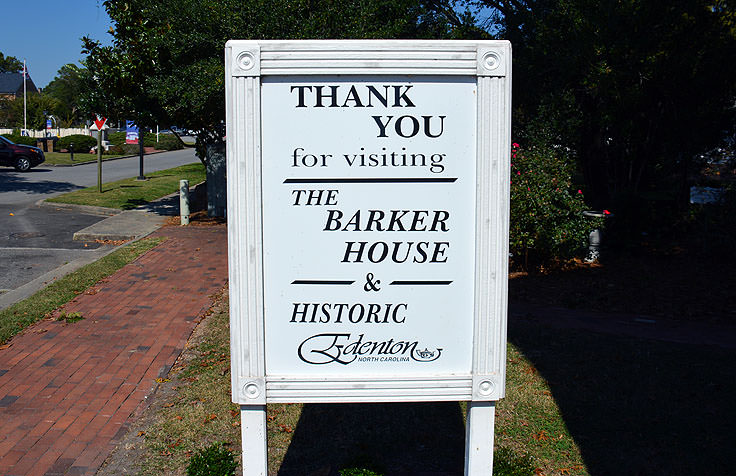 THANK
YOU
for visiting
THE
BARKER
HOUSE
&
HISTORIC
Edenton
NORTH CAROLINA